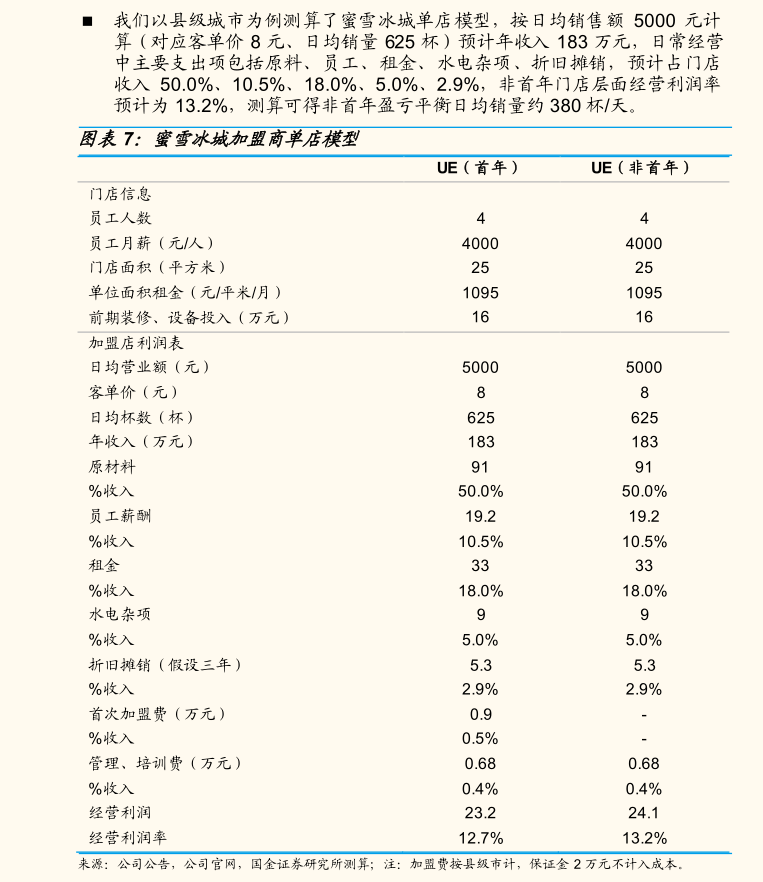 ■ 我们以县级城市为例测算了蜜雪冰城单店模型，按日均销售额 5000 元计
算（对应客单价 8 元、日均销量 625 杯）预计年收入 183 万元，日常经营
中主要支出项包括原料、员工、租金、水电杂项、折旧摊销，预计占门店
收入 50.0%、10.5%、18.0%、5.0%、2.9%，非首年门店层面经营利润率
预计为 13.2%，测算可得非首年盈亏平衡日均销量约 380 杯/天。
图表 7：蜜雪冰城加盟商单店模型
UE（首年） UE（非首年）
门店信息
员工人数 4 4
员工月薪（元/人） 4000 4000
门店面积（平方米） 25 25
单位面积租金（元/平米/月） 1095 1095
前期装修、设备投入（万元） 16 16
加盟店利润表
日均营业额（元） 5000 5000
客单价（元） 8 8
日均杯数（杯） 625 625
年收入（万元） 183 183
原材料 91 91
%收入 50.0% 50.0%
员工薪酬 19.2 19.2
%收入 10.5% 10.5%
租金 33 33
%收入 18.0% 18.0%
水电杂项 9 9
%收入 5.0% 5.0%
折旧摊销（假设三年） 5.3 5.3
%收入 2.9% 2.9%
首次加盟费（万元） 0.9 -
%收入 0.5% -
管理、培训费（万元） 0.68 0.68
%收入 0.4% 0.4%
经营利润 23.2 24.1
经营利润率 12.7% 13.2%
来源：公司公告，公司官网，国金证券研究所测算；注：加盟费按县级市计，保证金 2 万元不计入成本。